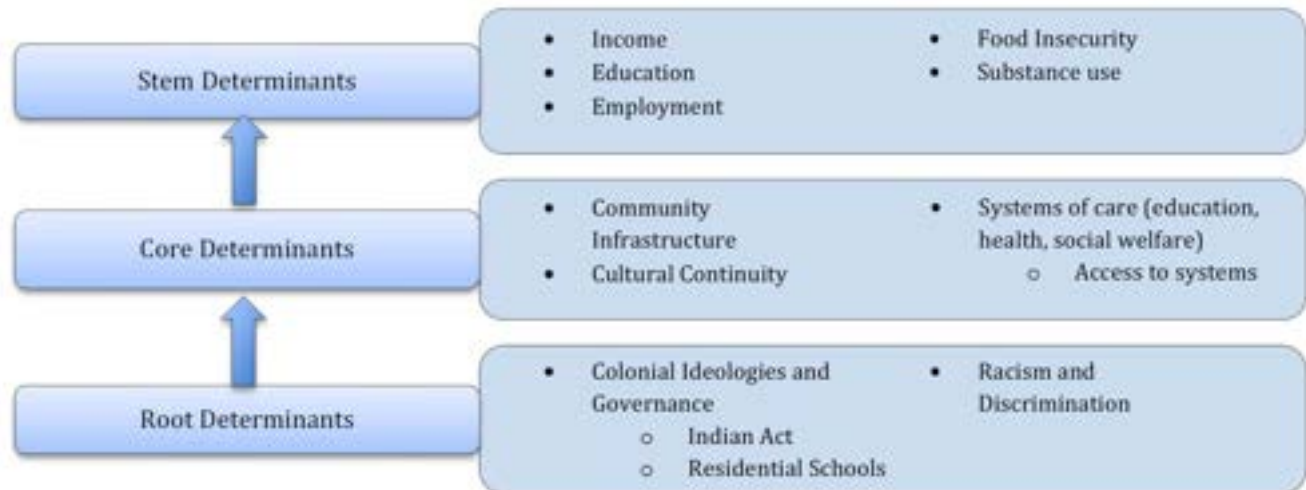 Stem Determinants
• Income
• Education
• Employment
• Food Insecurity
• Substance use
Core Determinants
• Community
Infrastructure
• Cultural Continuity
• Systems of care (education,
health, social welfare)
o Access to systems
Root Determinants
• Colonial Ideologies and
Governance
o Indian Act
o Residential Schools
• Racism and
Discrimination